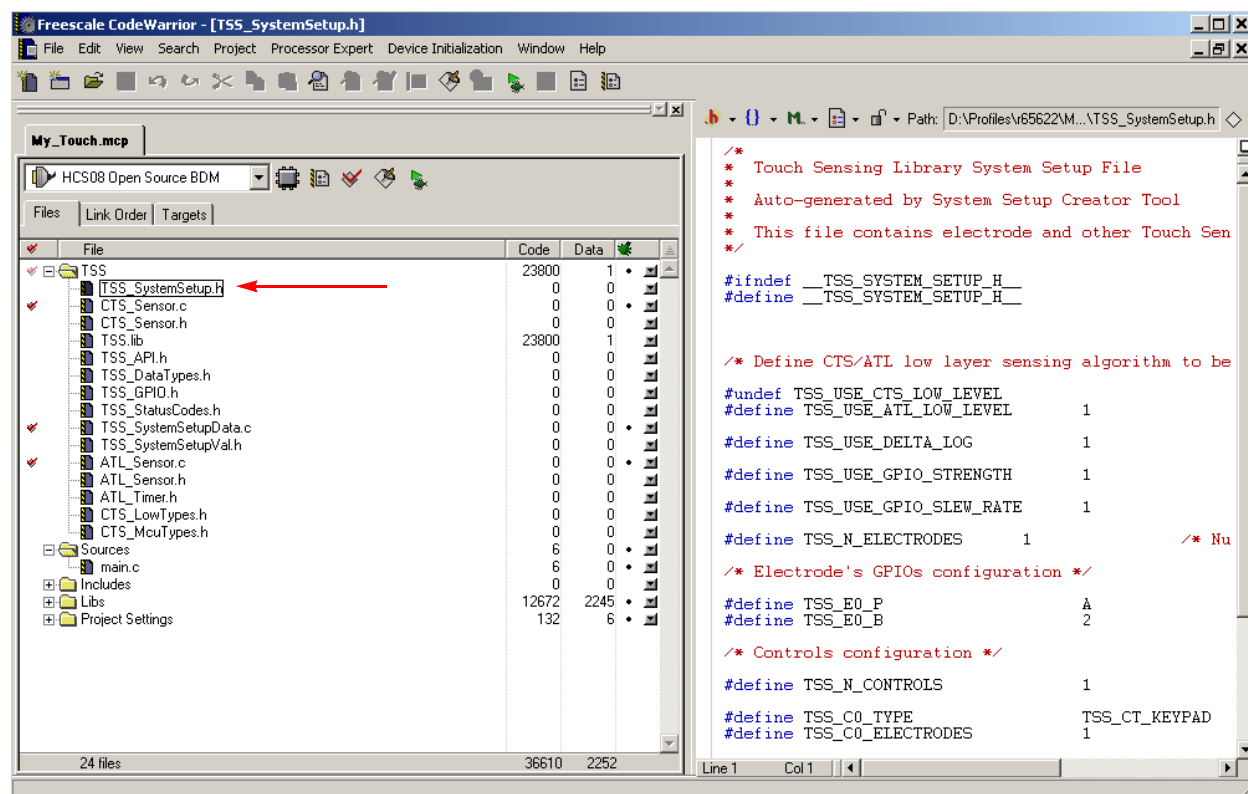 Freescale CodeWarrior - [TSS_SystemSetup.h]
File Edit View Search Project Processor Expert Device Initialization Window Help
My_Touch.mcp
HCS08 Open Source BDM
Files Link Order Targets
File Code Data
TSS 23800 1
TSS_SystemSetup.h 0 0
CTS_Sensor.c 0 0
CTS_Sensor.h 0 0
TSS.lib 23800 1
TSS_API.h 0 0
TSS_DataTypes.h 0 0
TSS_GPIO.h 0 0
TSS_StatusCodes.h 0 0
TSS_SystemSetupData.c 0 0
TSS_SystemSetupVal.h 0 0
ATL_Sensor.c 0 0
ATL_Sensor.h 0 0
ATL_Timer.h 0 0
CTS_LowTypes.h 0 0
CTS_McuTypes.h 0 0
Sources 6 0
main.c 6 0
Includes 0 0
Libs 12672 2245
Project Settings 132 6
24 files 36610 2252
.h {} M. Path: D:\Profiles\r65622\M...\TSS_SystemSetup.h
/*
* Touch Sensing Library System Setup File
*
* Auto-generated by System Setup Creator Tool
*
* This file contains electrode and other Touch Sen
*/
#ifndef __TSS_SYSTEM_SETUP_H__
#define __TSS_SYSTEM_SETUP_H__
/* Define CTS/ATL low layer sensing algorithm to be
#undef TSS_USE_CTS_LOW_LEVEL
#define TSS_USE_ATL_LOW_LEVEL 1
#define TSS_USE_DELTA_LOG 1
#define TSS_USE_GPIO_STRENGTH 1
#define TSS_USE_GPIO_SLEW_RATE 1
#define TSS_N_ELECTRODES 1 /* Nu
/* Electrode's GPIOs configuration */
#define TSS_E0_P A
#define TSS_E0_B 2
/* Controls configuration */
#define TSS_N_CONTROLS 1
#define TSS_C0_TYPE TSS_CT_KEYPAD
#define TSS_C0_ELECTRODES 1
Line 1 Col 1